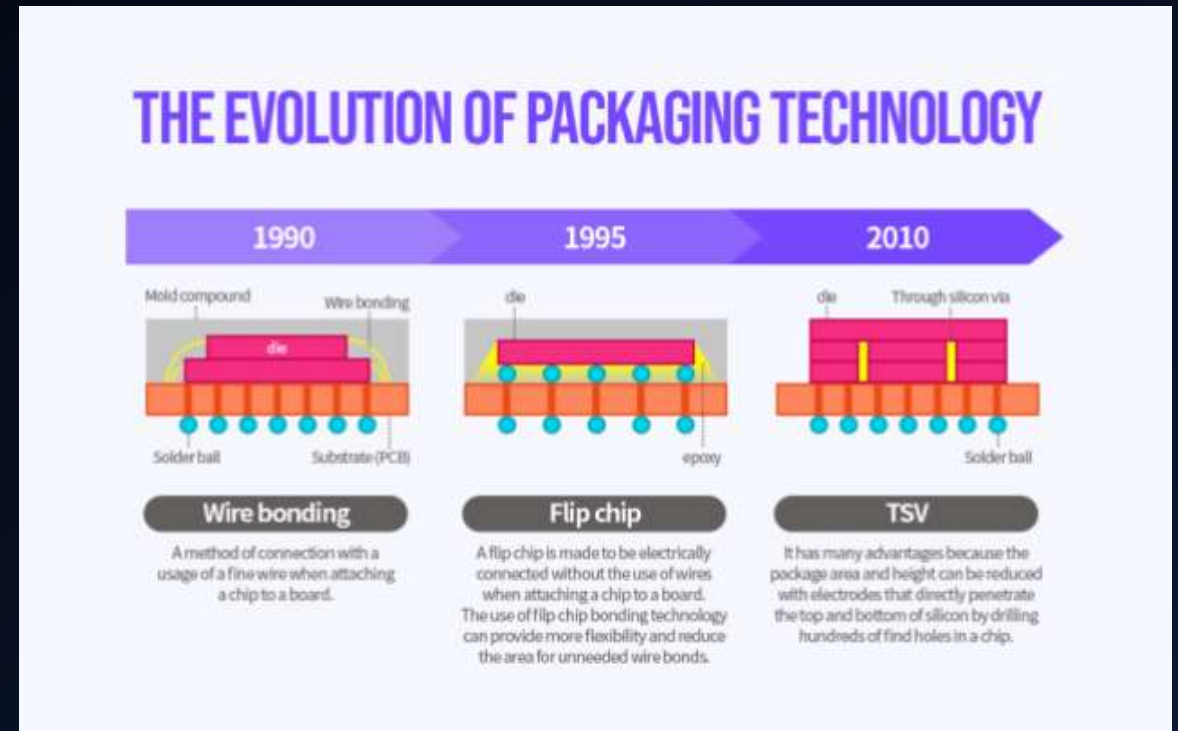 THE EVOLUTION OF PACKAGING TECHNOLOGY
1990
1995
2010
Mold compound
Wire bonding
die
Solder ball
Substrate (PCB)
die
epoxy
die
Through silicon via
Solder ball
Wire bonding
A method of connection with a
usage of a fine wire when attaching
a chip to a board.
Flip chip
A flip chip is made to be electrically
connected without the use of wires
when attaching a chip to a board.
The use of flip chip bonding technology
can provide more flexibility and reduce
the area for unneeded wire bonds.
TSV
It has many advantages because the
package area and height can be reduced
with electrodes that directly penetrate
the top and bottom of silicon by drilling
hundreds of find holes in a chip.